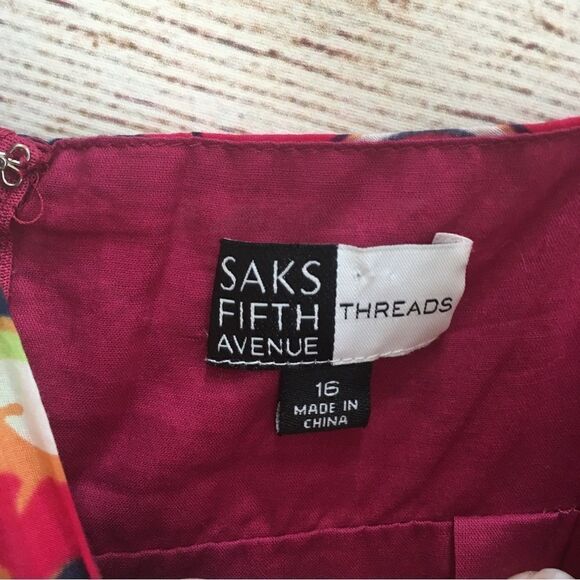 SAKS
FIFTH
AVENUE
THREADS
16
MADE IN
CHINA